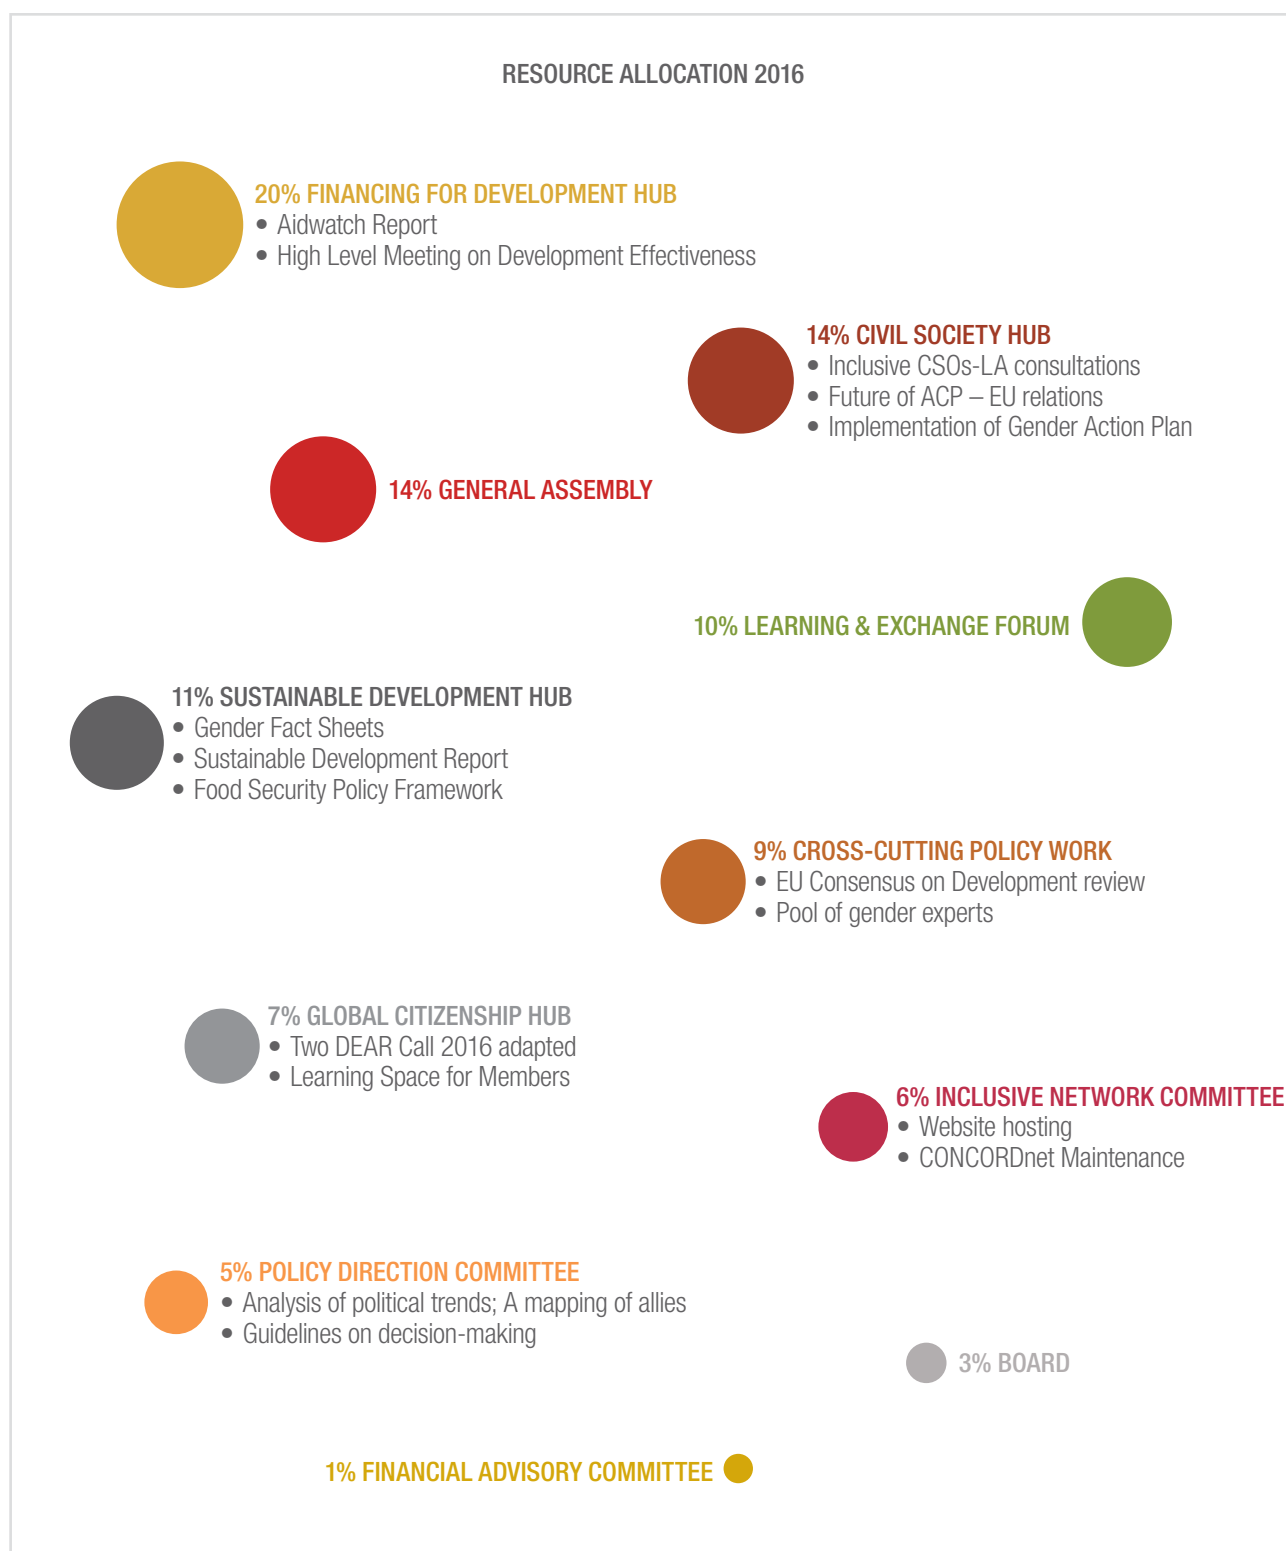 RESOURCE ALLOCATION 2016
20% FINANCING FOR DEVELOPMENT HUB
• Aidwatch Report
• High Level Meeting on Development Effectiveness
14% CIVIL SOCIETY HUB
• Inclusive CSOs-LA consultations
• Future of ACP – EU relations
• Implementation of Gender Action Plan
14% GENERAL ASSEMBLY
10% LEARNING & EXCHANGE FORUM
11% SUSTAINABLE DEVELOPMENT HUB
• Gender Fact Sheets
• Sustainable Development Report
• Food Security Policy Framework
9% CROSS-CUTTING POLICY WORK
• EU Consensus on Development review
• Pool of gender experts
7% GLOBAL CITIZENSHIP HUB
• Two DEAR Call 2016 adapted
• Learning Space for Members
6% INCLUSIVE NETWORK COMMITTEE
• Website hosting
• CONCORDnet Maintenance
5% POLICY DIRECTION COMMITTEE
• Analysis of political trends; A mapping of allies
• Guidelines on decision-making
3% BOARD
1% FINANCIAL ADVISORY COMMITTEE